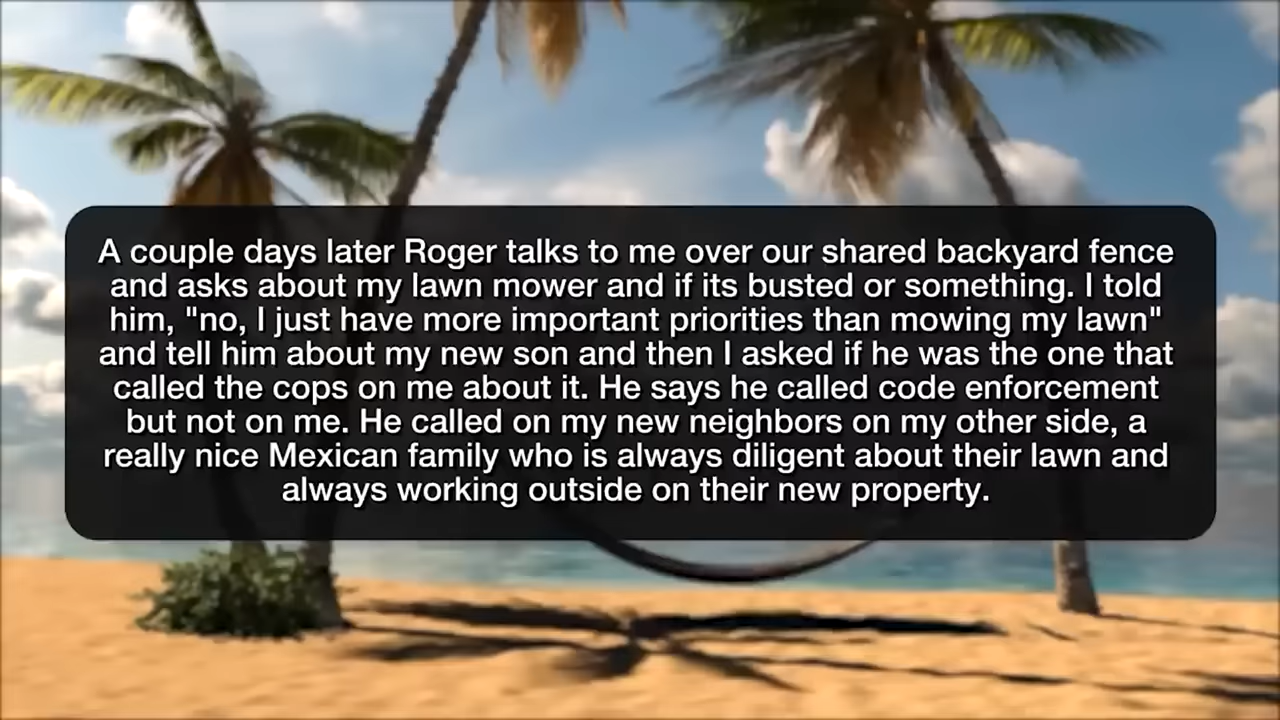 A couple days later Roger talks to me over our shared backyard fence
and asks about my lawn mower and if its busted or something. I told
him, "no, I just have more important priorities than mowing my lawn"
and tell him about my new son and then I asked if he was the one that
called the cops on me about it. He says he called code enforcement
but not on me. He called on my new neighbors on my other side, a
really nice Mexican family who is always diligent about their lawn and
always working outside on their new property.